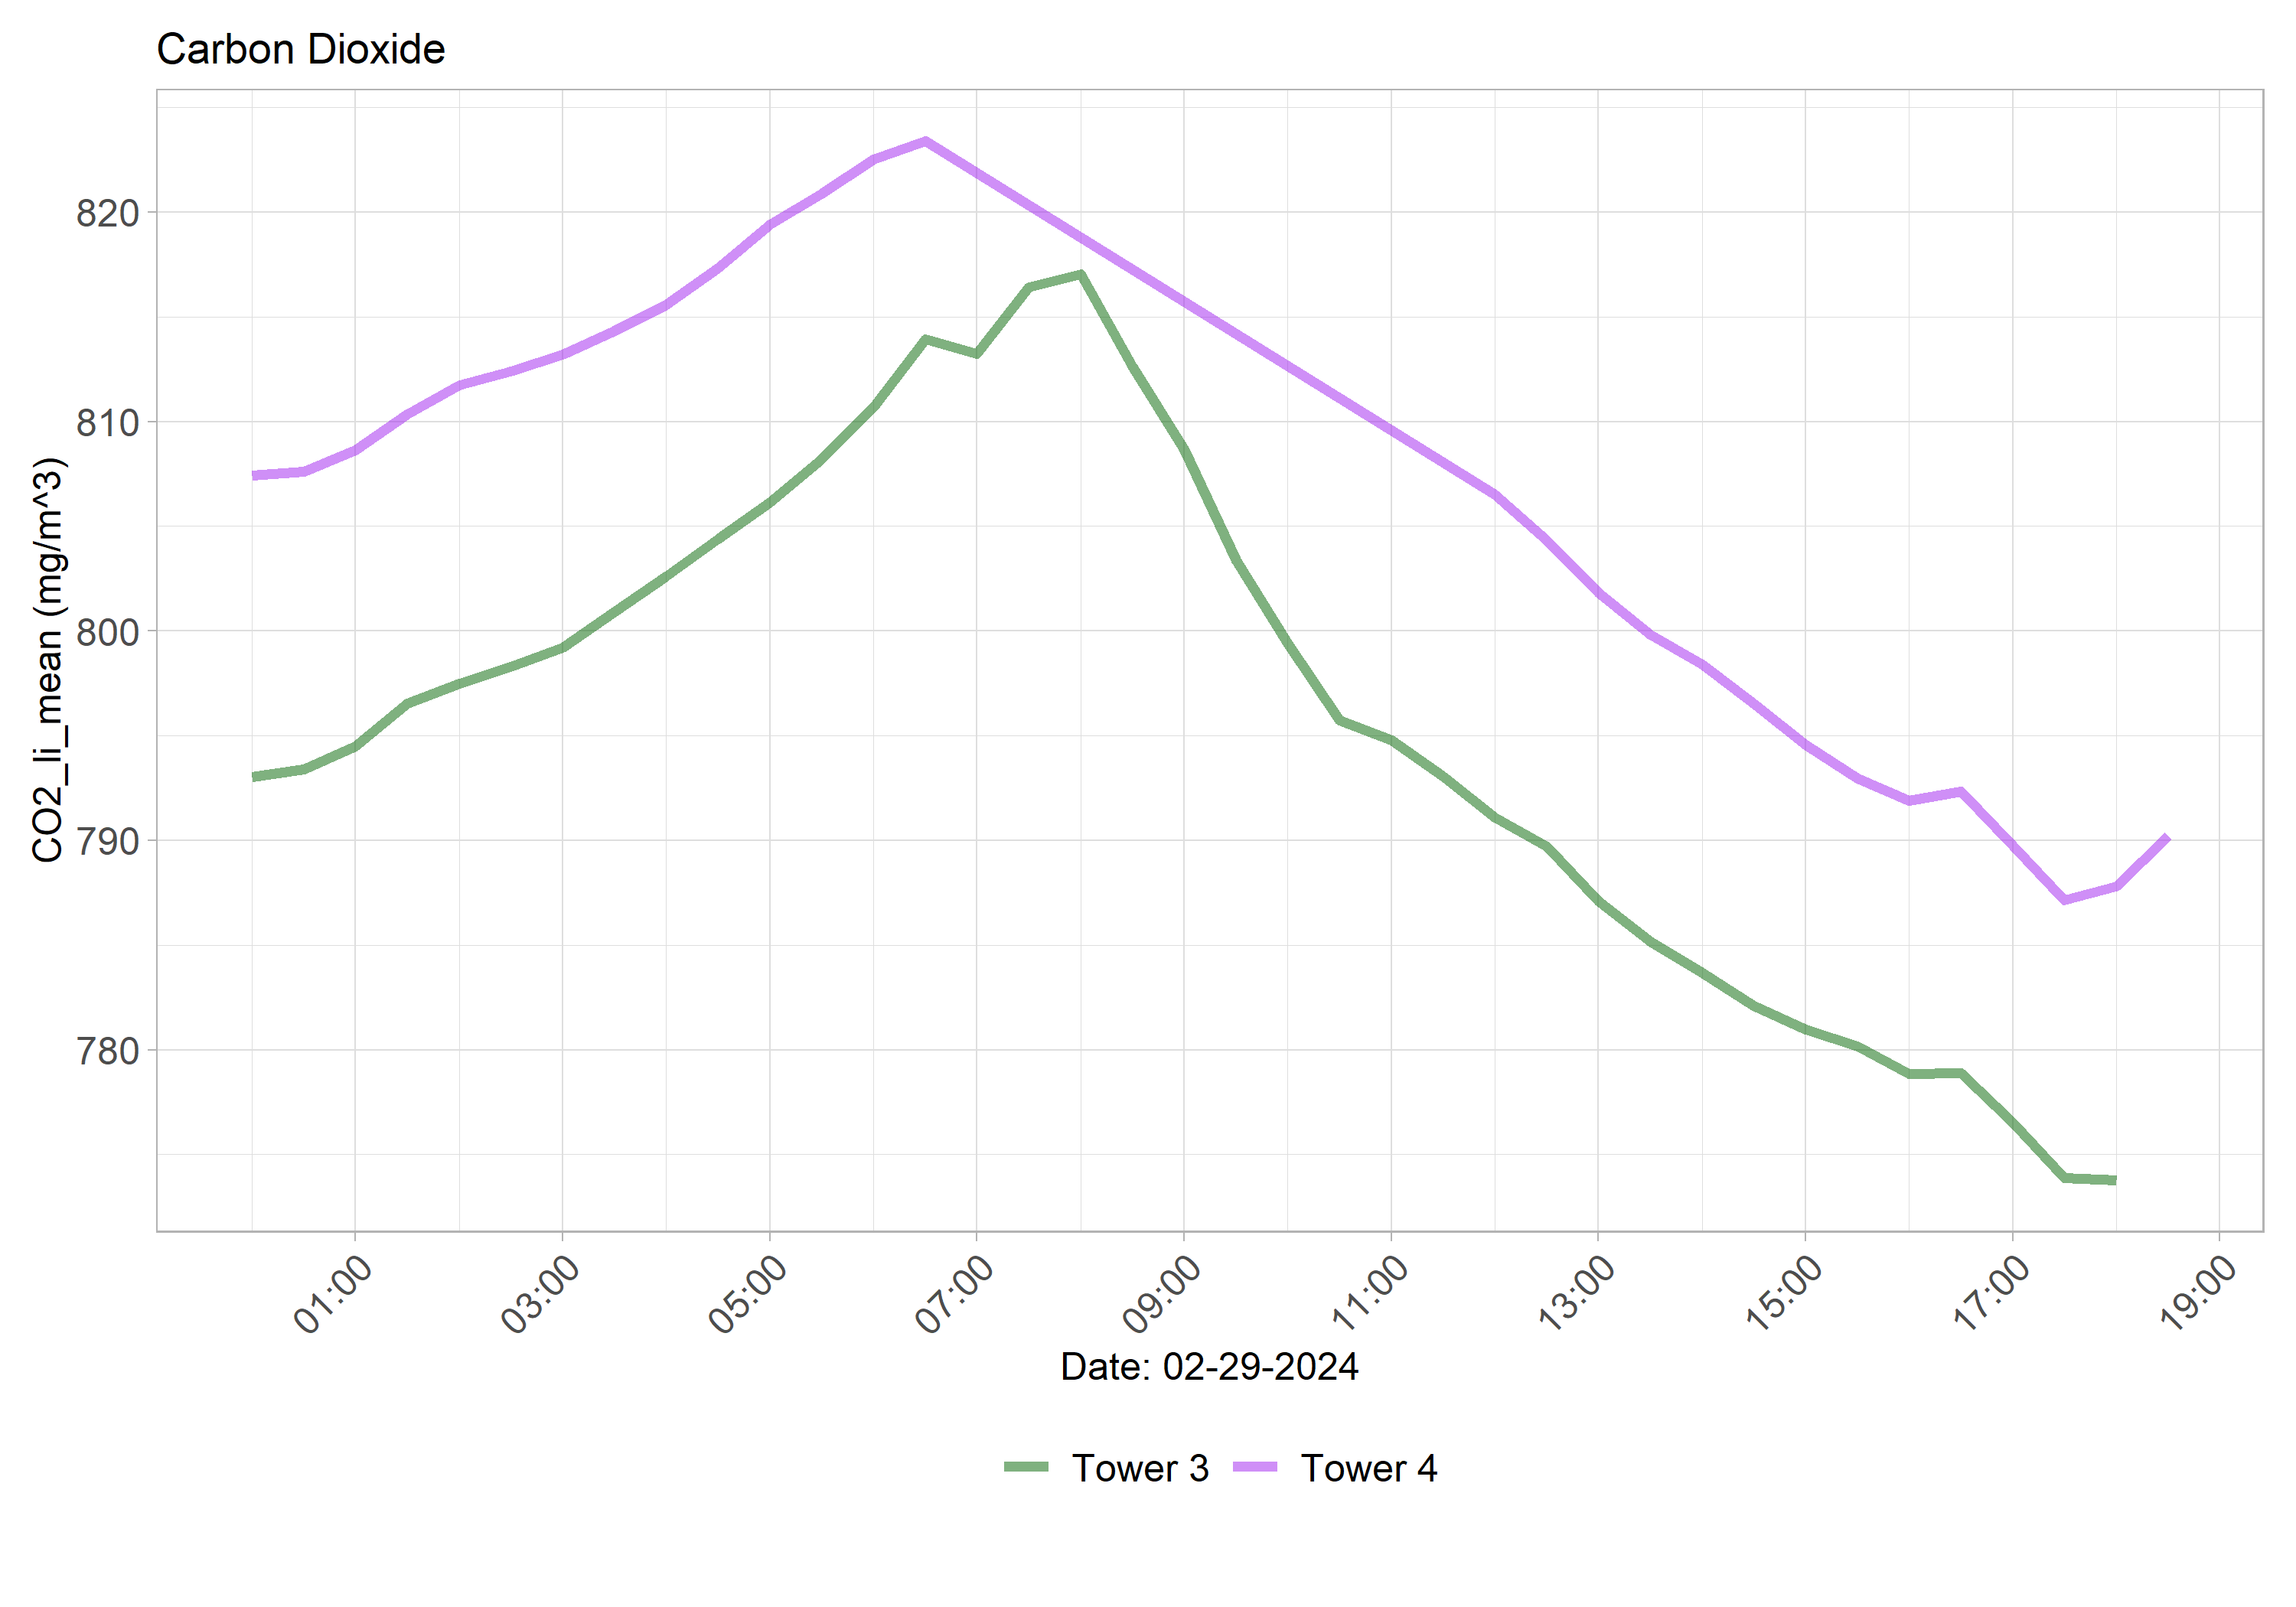 Carbon Dioxide
CO2_li_mean (mg/m^3)
820
810
800
790
780
01:00 03:00 05:00 07:00 09:00 11:00 13:00 15:00 17:00 19:00
Date: 02-29-2024
Tower 3 Tower 4